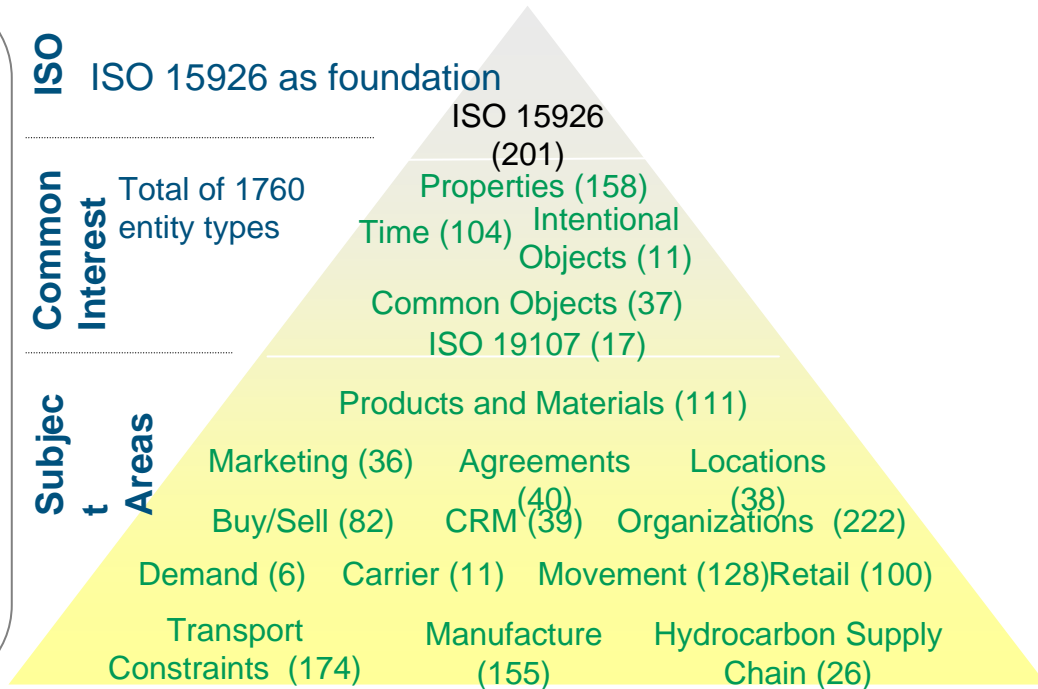 ISO
ISO 15926 as foundation
ISO 15926
(201)
Common
Interest
Total of 1760
entity types
Properties (158)
Time (104)
Intentional
Objects (11)
Common Objects (37)
ISO 19107 (17)
Subjec
t
Areas
Products and Materials (111)
Marketing (36)
Agreements
(40)
Locations
(38)
Buy/Sell (82)
CRM (39)
Organizations (222)
Demand (6)
Carrier (11)
Movement (128)
Retail (100)
Transport
Constraints (174)
Manufacture
(155)
Hydrocarbon Supply
Chain (26)